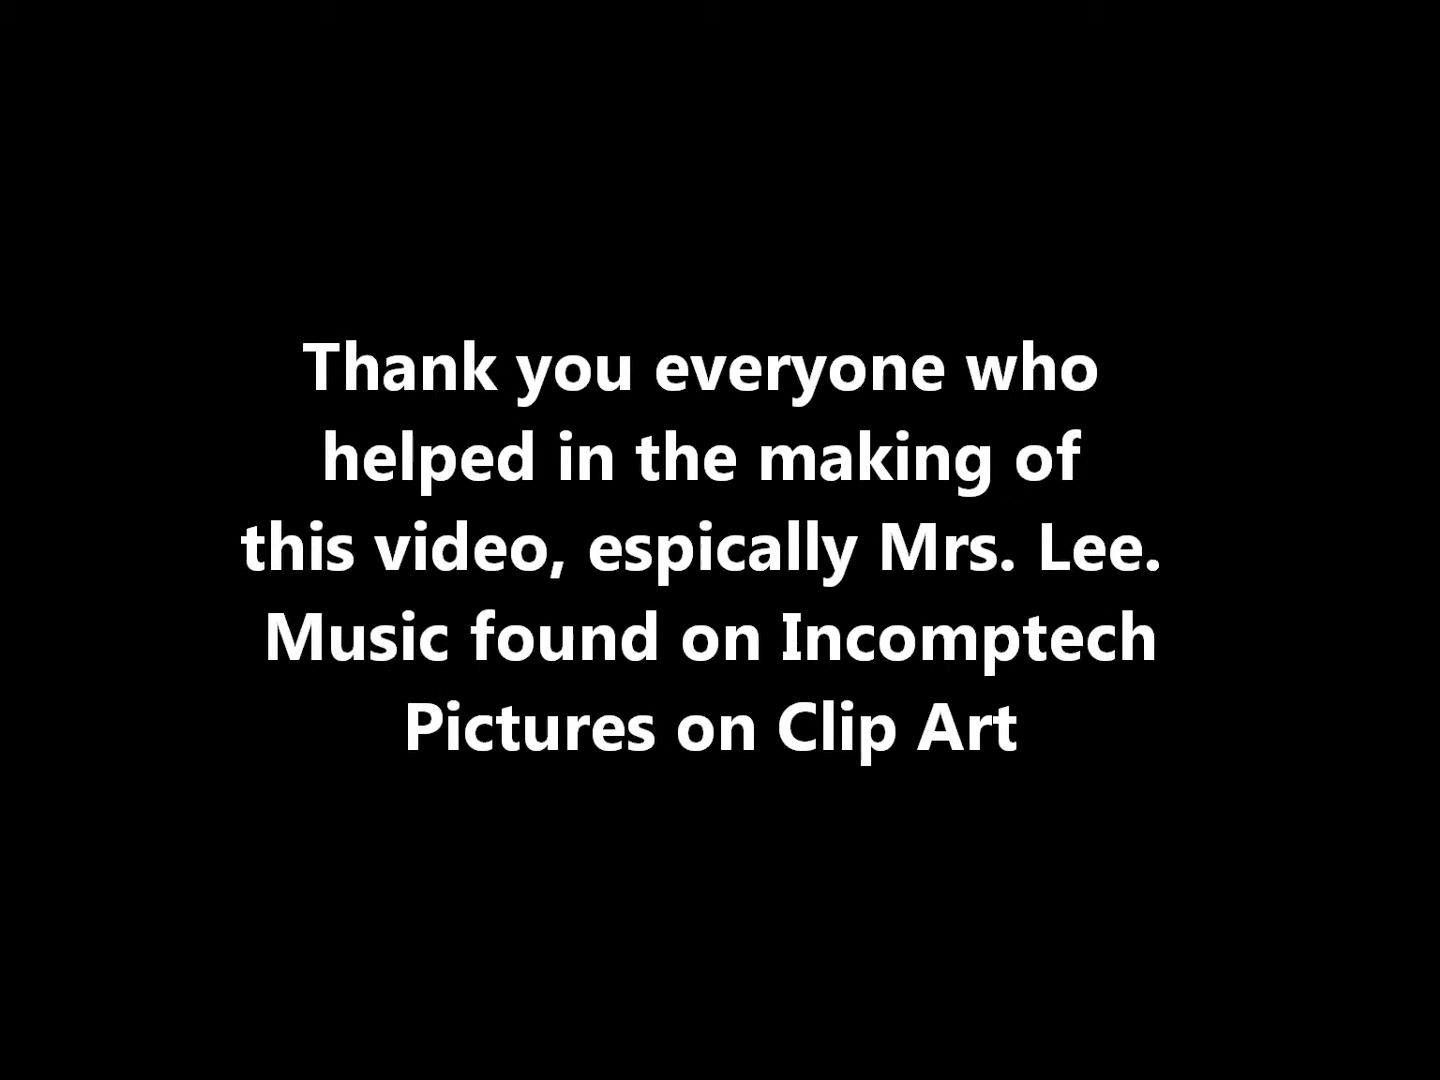 Thank you everyone who
helped in the making of
this video, espically Mrs. Lee.
Music found on Incomptech
Pictures on Clip Art